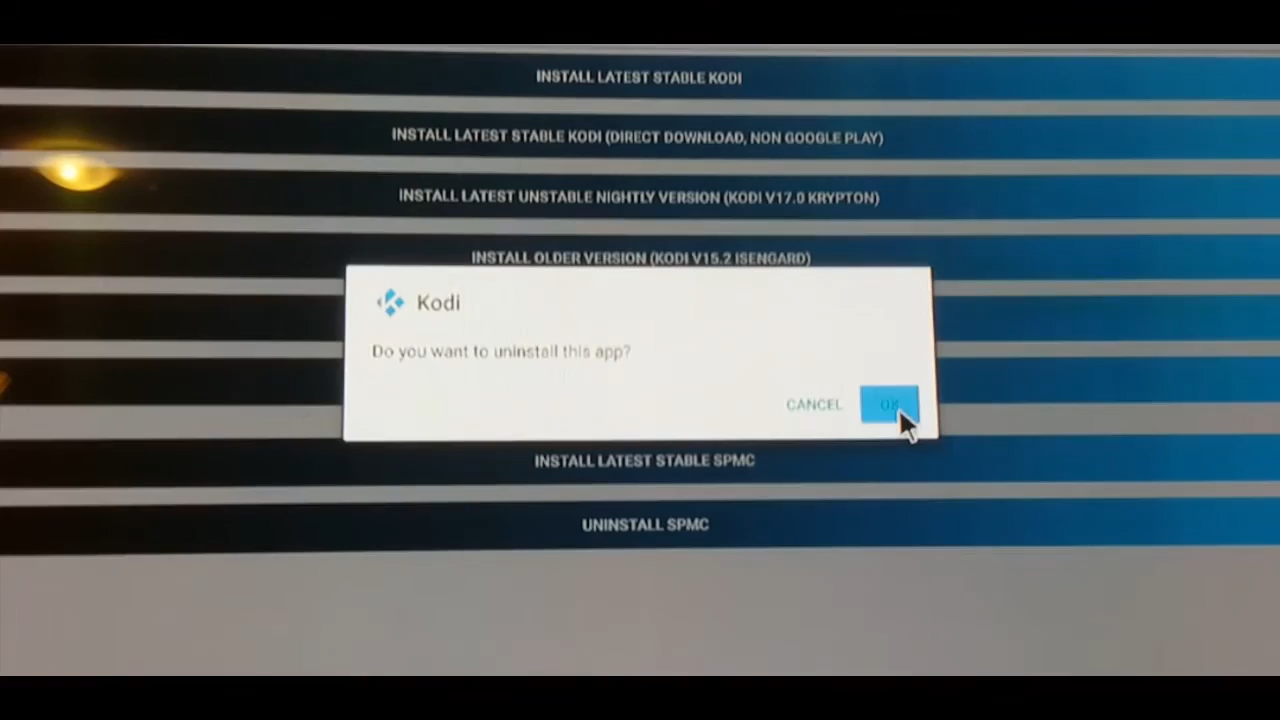 INSTALL LATEST STABLE KODI
INSTALL LATEST STABLE KODI (DIRECT DOWNLOAD, NON GOOGLE PLAY)
INSTALL LATEST UNSTABLE NIGHTLY VERSION (KODI V17.0 KRYPTON)
INSTALL OLDER VERSION (KODI V15.2 ISENGARD)
Kodi
Do you want to uninstall this app?
CANCEL OK
INSTALL LATEST STABLE SPMC
UNINSTALL SPMC